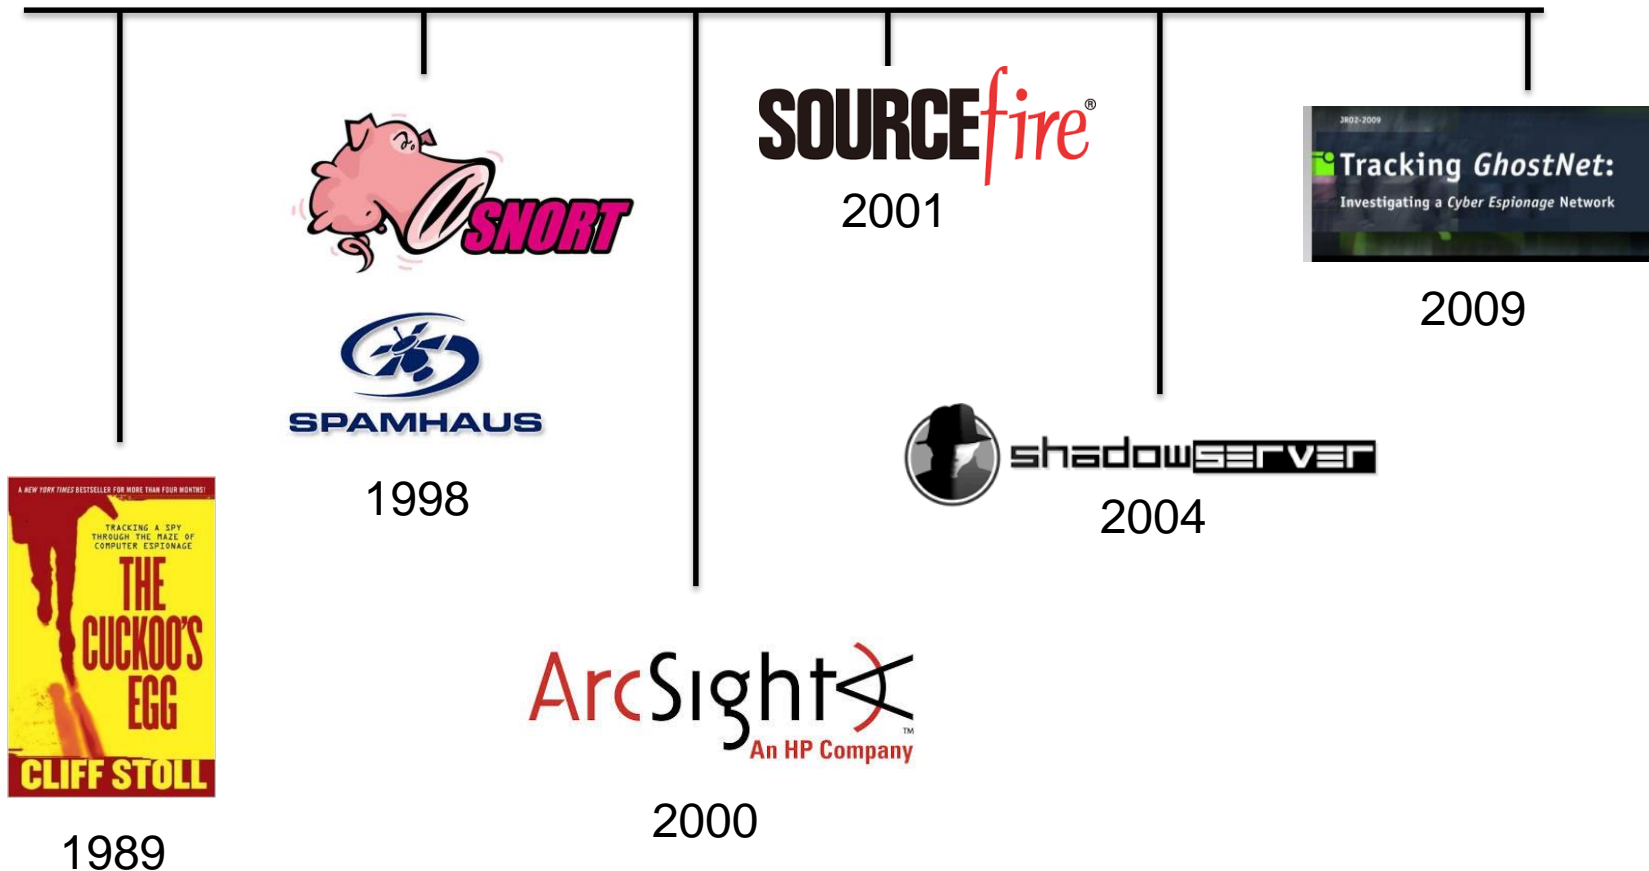 A NEW YORK TIMES BESTSELLER FOR MORE THAN FOUR MONTHS!
TRACKING A SPY
THROUGH THE MAZE OF
COMPUTER ESPIONAGE
THE
CUCKOO'S
EGG
CLIFF STOLL
1989
SNORT
SPAMHAUS
1998
ArcSight
TM
An HP Company
2000
SOURCEfire®
2001
shadowserver
2004
JR02-2009
Tracking GhostNet:
Investigating a Cyber Espionage Network
2009